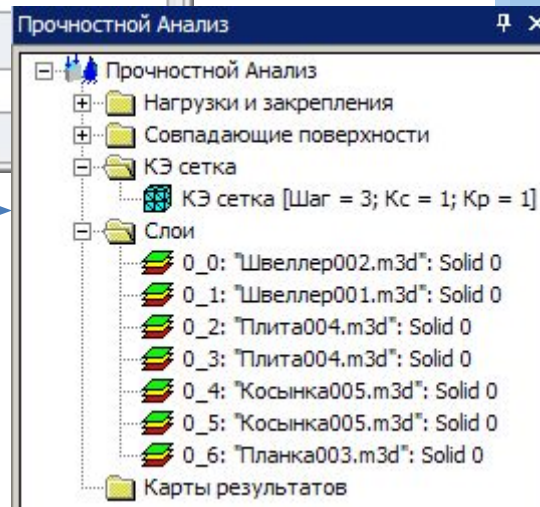 Прочностной Анализ
Прочностной Анализ
Нагрузки и закрепления
Совпадающие поверхности
КЭ сетка
КЭ сетка [Шаг = 3; Кс = 1; Кр = 1]
Слои
0_0: "Швеллер002.m3d": Solid 0
0_1: "Швеллер001.m3d": Solid 0
0_2: "Плита004.m3d": Solid 0
0_3: "Плита004.m3d": Solid 0
0_4: "Косынка005.m3d": Solid 0
0_5: "Косынка005.m3d": Solid 0
0_6: "Планка003.m3d": Solid 0
Карты результатов